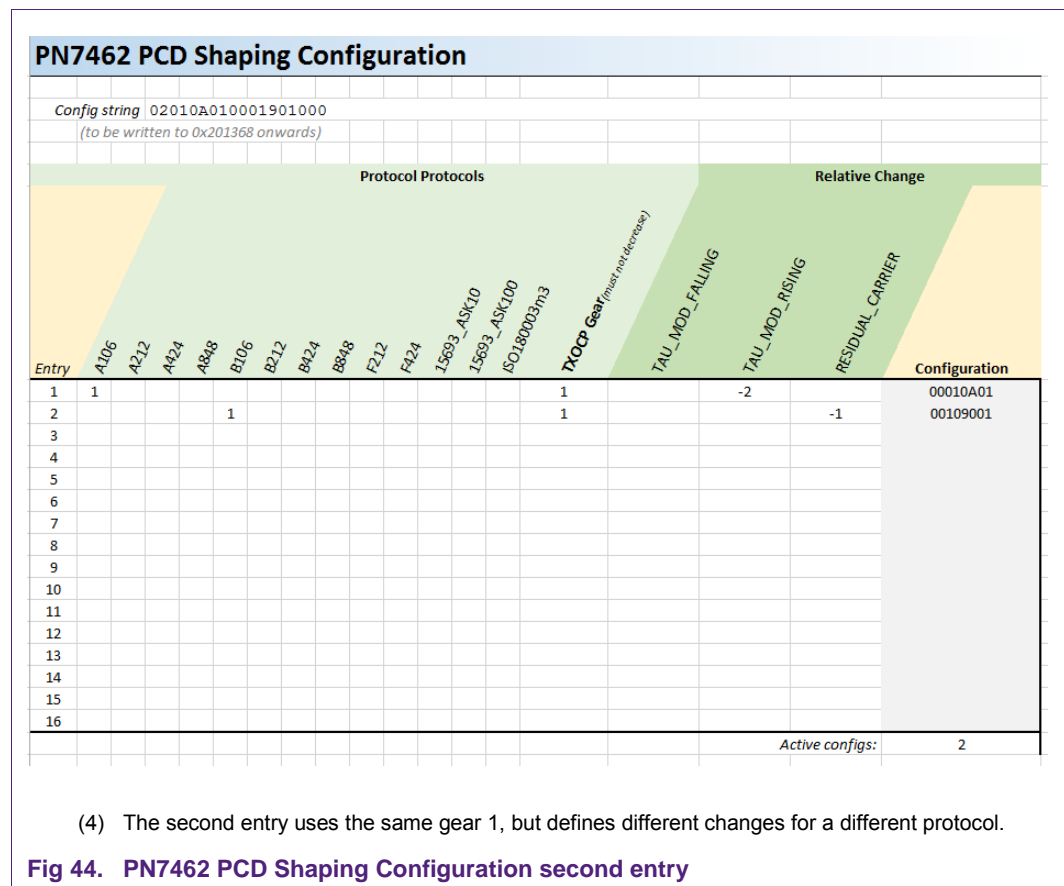 PN7462 PCD Shaping Configuration
Config string 02010A010001901000
(to be written to 0x201368 onwards)
Protocol Protocols Relative Change
Entry A106 A212 A424 A848 B106 B212 B424 B848 F212 F424 15693_ASK10 15693_ASK100 ISO180003m3 TXOCP Gear(must not decrease) TAU_MOD_FALLING TAU_MOD_RISING RESIDUAL_CARRIER Configuration
1 1 1 -2 00010A01
2 1 1 -1 00109001
3
4
5
6
7
8
9
10
11
12
13
14
15
16
Active configs: 2
(4) The second entry uses the same gear 1, but defines different changes for a different protocol.
Fig 44. PN7462 PCD Shaping Configuration second entry